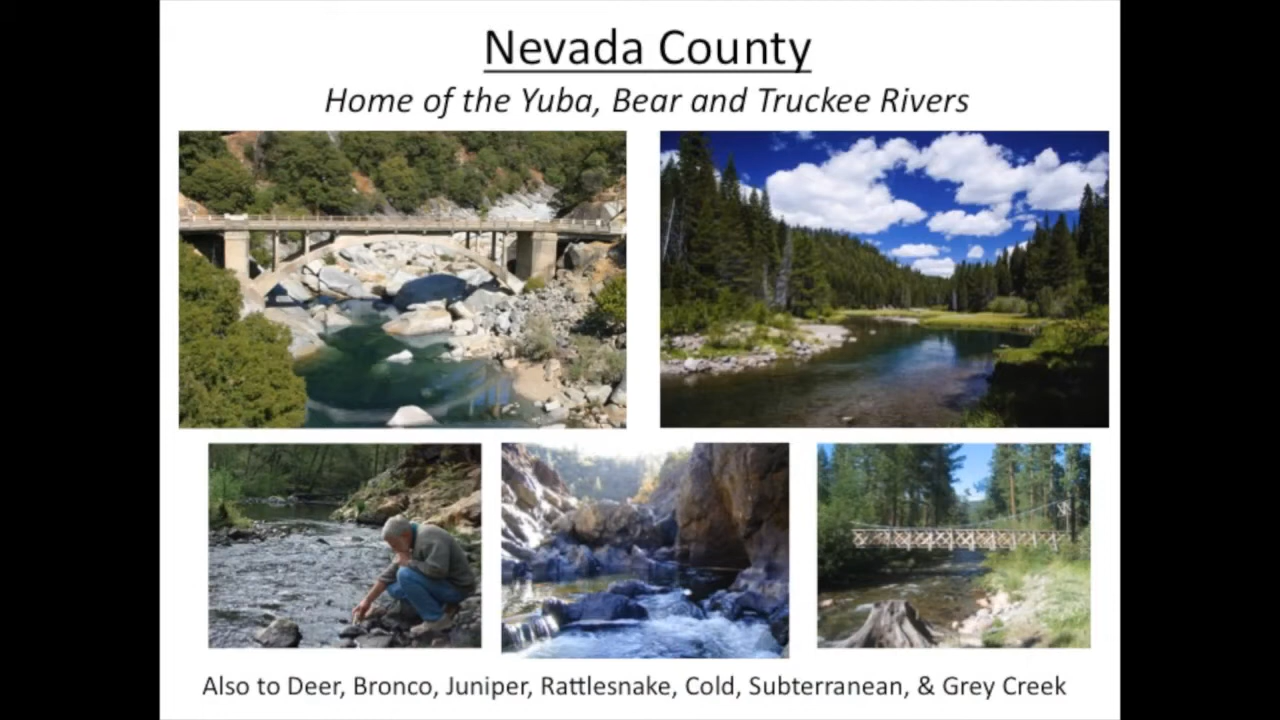 Nevada County
Home of the Yuba, Bear and Truckee Rivers
Also to Deer, Bronco, Juniper, Rattlesnake, Cold, Subterranean, & Grey Creek